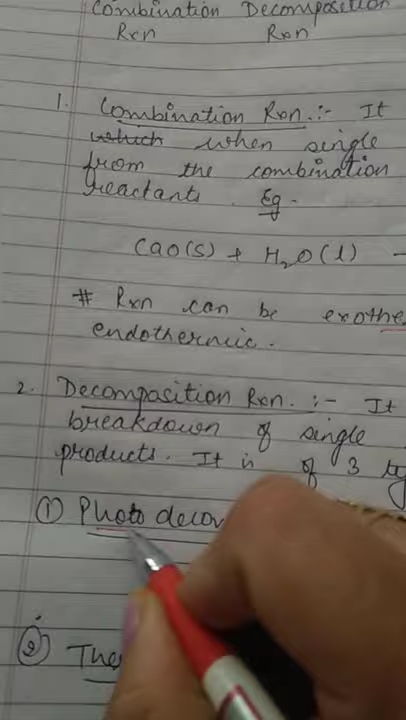 Combination Decomposition
Rxn Rxn
1. Combination Rxn. :- It
which when single
from the combination
reactants. Eg -
CaO(s) + H₂O(l)
# Rxn can be exothe
endothermic.
2. Decomposition Rxn. :- It
breakdown of single
products. It is of 3 ty
① Photo decom
② The